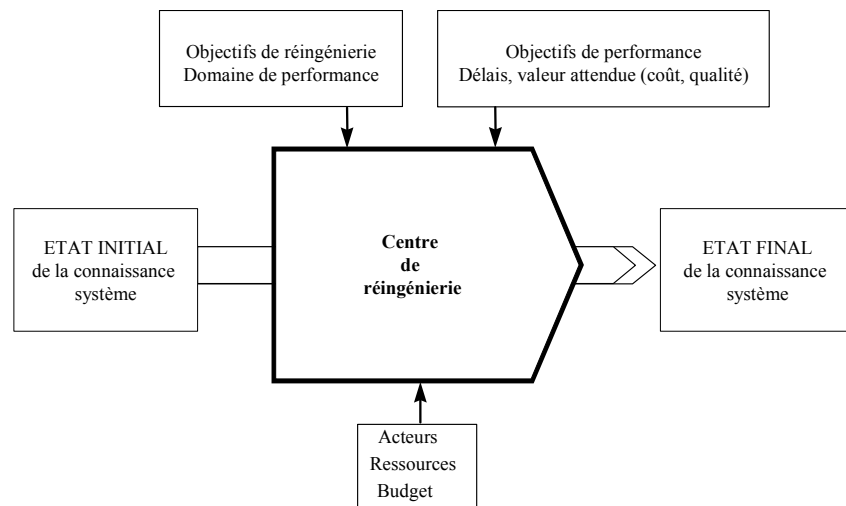 Objectifs de réingénierie
Domaine de performance
Objectifs de performance
Délais, valeur attendue (coût, qualité)
ETAT INITIAL
de la connaissance
système
Centre
de
réingénierie
ETAT FINAL
de la connaissance
système
Acteurs
Ressources
Budget